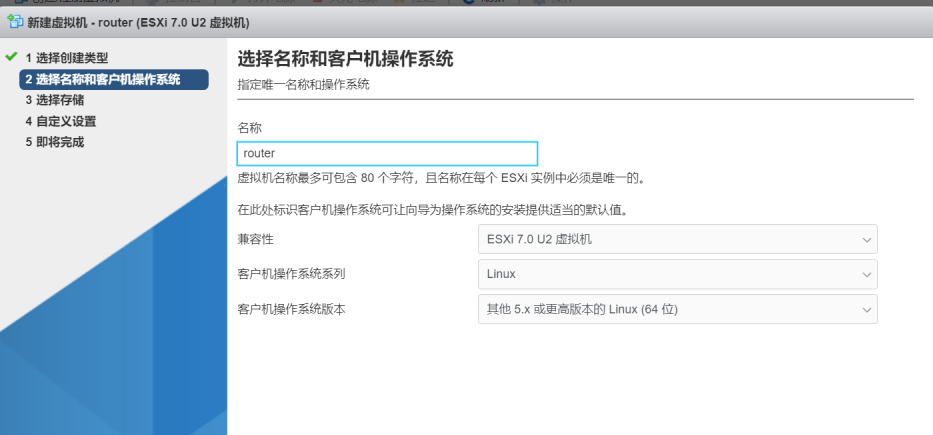 新建虚拟机 - router (ESXi 7.0 U2 虚拟机)
1 选择创建类型
2 选择名称和客户机操作系统
3 选择存储
4 自定义设置
5 即将完成
选择名称和客户机操作系统
指定唯一名称和操作系统
名称
router
虚拟机名称最多可包含 80 个字符，且名称在每个 ESXi 实例中必须是唯一的。
在此处标识客户机操作系统可让向导为操作系统的安装提供适当的默认值。
兼容性
ESXi 7.0 U2 虚拟机
客户机操作系统系列
Linux
客户机操作系统版本
其他 5.x 或更高版本的 Linux (64 位)